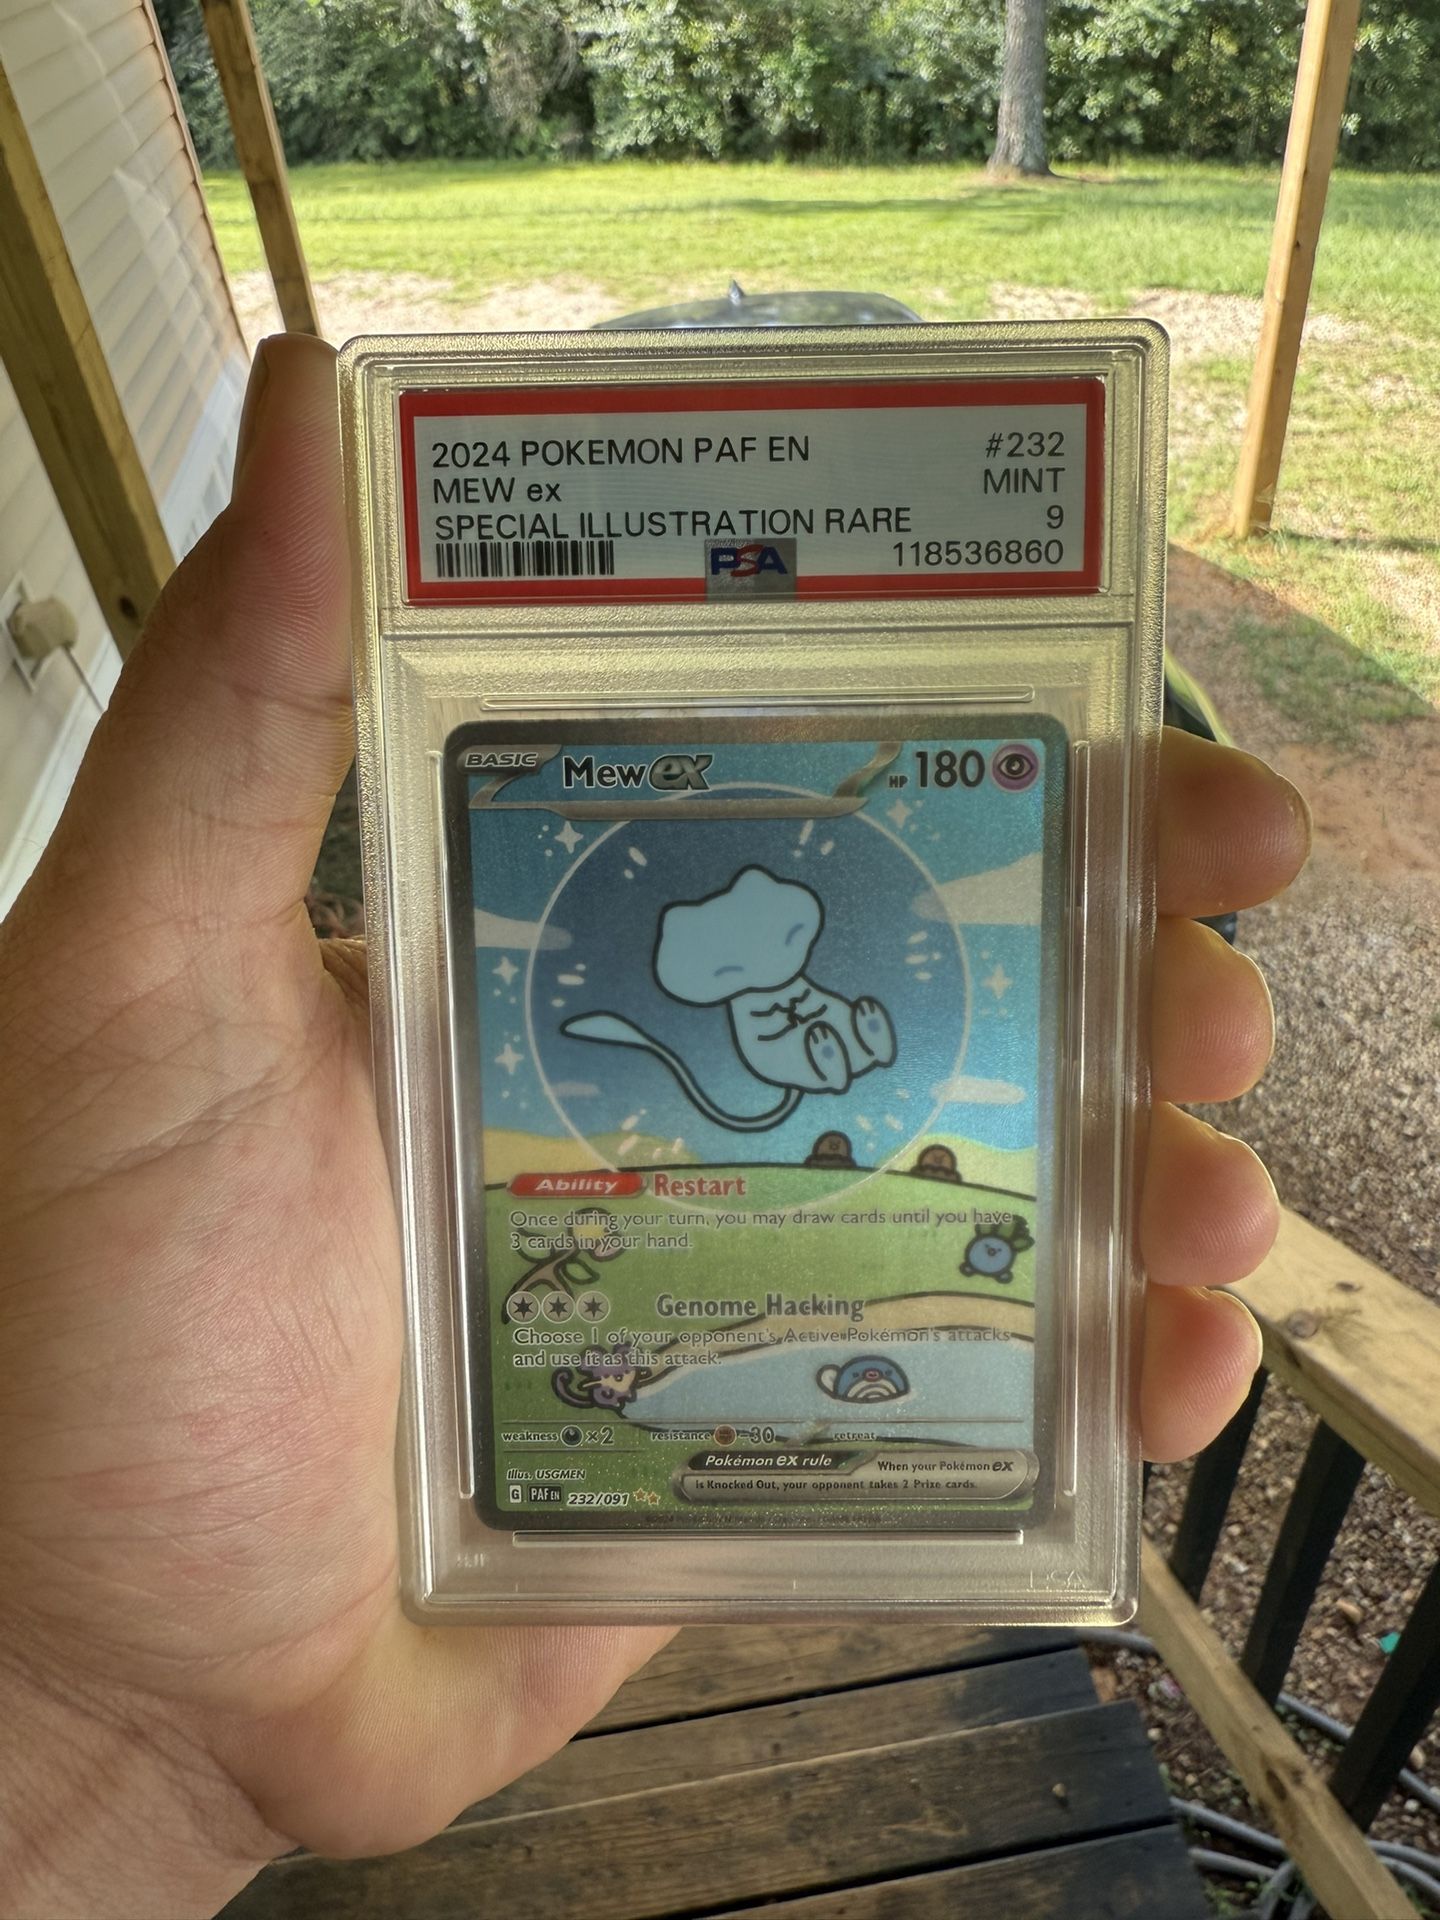 2024 POKEMON PAF EN #232
MEW ex MINT
SPECIAL ILLUSTRATION RARE 9
PSA 118536860
BASIC Mew ex HP 180
Ability Restart
Once during your turn, you may draw cards until you have
3 cards in your hand.
Genome Hacking
Choose 1 of your opponent's Active Pokémon's attacks
and use it as this attack.
weakness ×2 resistance -30 retreat
Pokémon ex rule When your Pokémon ex
is Knocked Out, your opponent takes 2 Prize cards.
Illus. USGMEN
G PAF EN 232/091
PSA